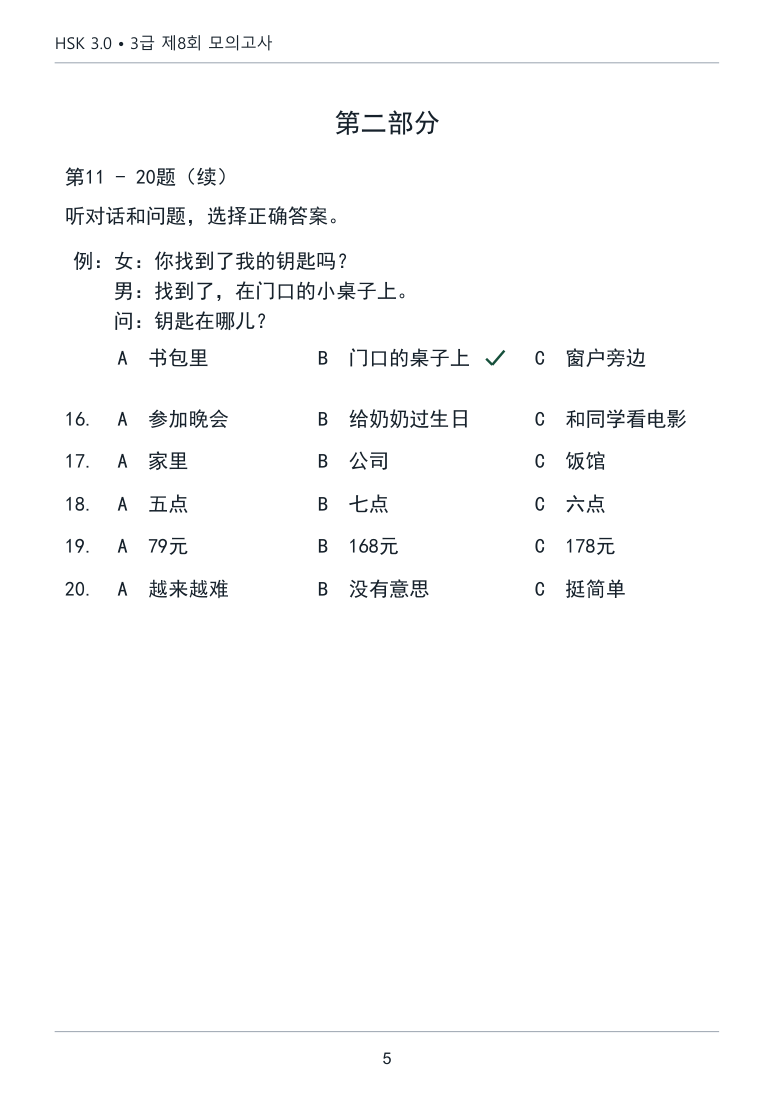 HSK 3.0 • 3급 제8회 모의고사
第二部分
第11 - 20题（续）
听对话和问题，选择正确答案。
例：女：你找到了我的钥匙吗？
男：找到了，在门口的小桌子上。
问：钥匙在哪儿？
A 书包里 B 门口的桌子上 ✓ C 窗户旁边
16. A 参加晚会 B 给奶奶过生日 C 和同学看电影
17. A 家里 B 公司 C 饭馆
18. A 五点 B 七点 C 六点
19. A 79元 B 168元 C 178元
20. A 越来越难 B 没有意思 C 挺简单
5